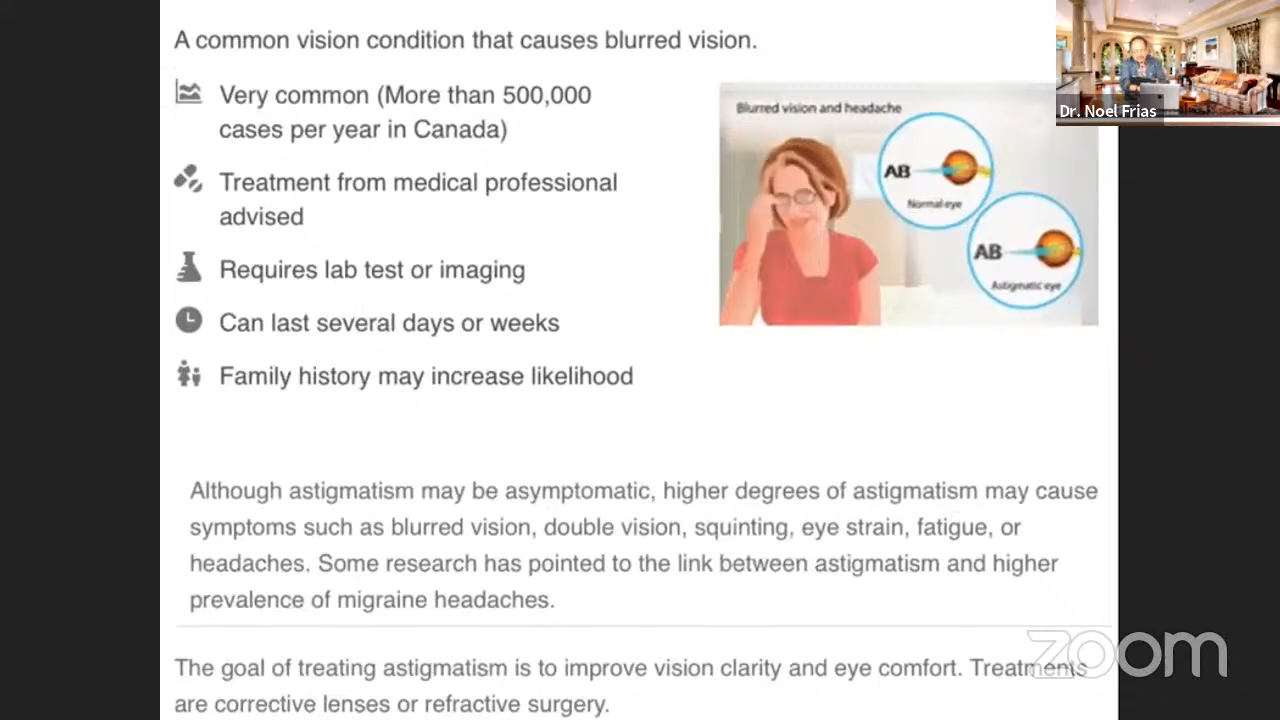 A common vision condition that causes blurred vision.
Very common (More than 500,000
cases per year in Canada)
Treatment from medical professional
advised
Requires lab test or imaging
Can last several days or weeks
Family history may increase likelihood
Blurred vision and headache
AB
Normal eye
AB
Astigmatic eye
Dr. Noel Frias
Although astigmatism may be asymptomatic, higher degrees of astigmatism may cause
symptoms such as blurred vision, double vision, squinting, eye strain, fatigue, or
headaches. Some research has pointed to the link between astigmatism and higher
prevalence of migraine headaches.
The goal of treating astigmatism is to improve vision clarity and eye comfort. Treatments
are corrective lenses or refractive surgery.
zoom